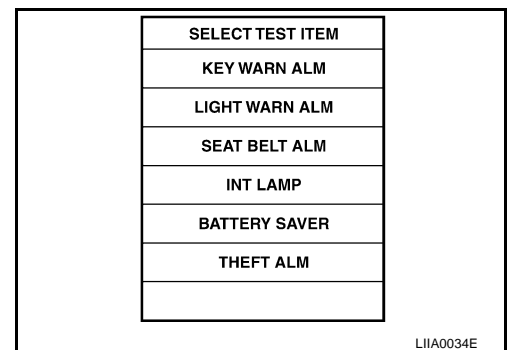 SELECT TEST ITEM
KEY WARN ALM
LIGHT WARN ALM
SEAT BELT ALM
INT LAMP
BATTERY SAVER
THEFT ALM
LIIA0034E